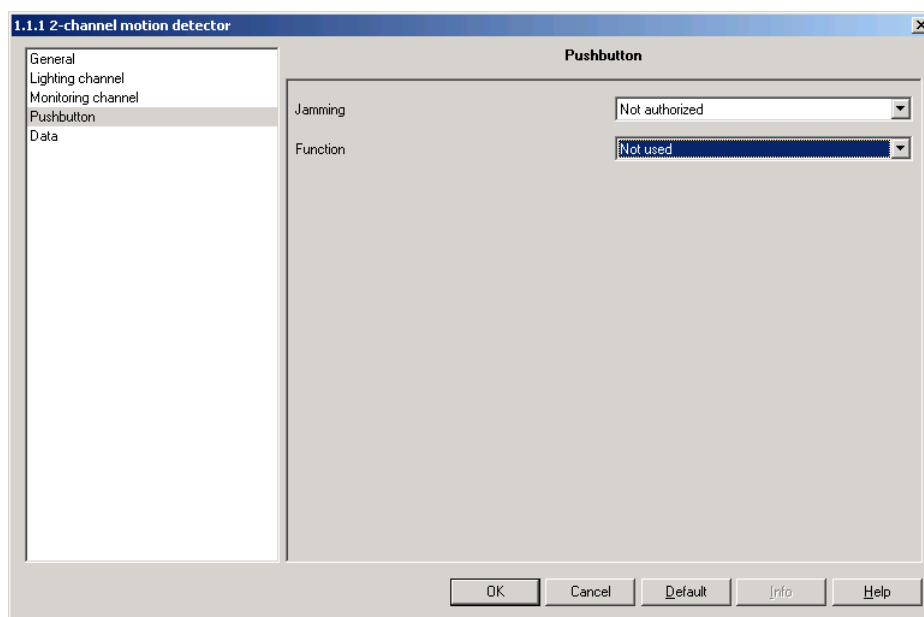 1.1.1 2-channel motion detector
General
Lighting channel
Monitoring channel
Pushbutton
Data
Pushbutton
Jamming
Not authorized
Function
Not used
OK
Cancel
Default
Info
Help